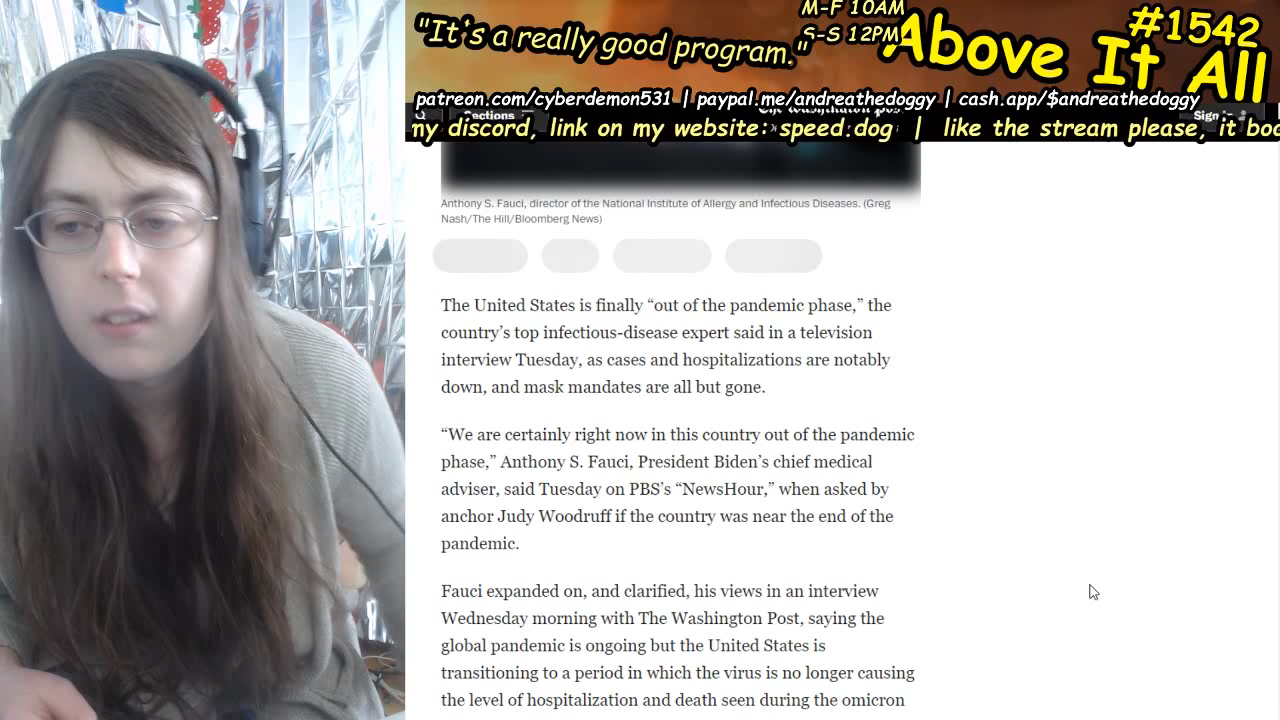 "It's a really good program."
M-F 10AM
S-S 12PM
Above It All
#1542
patreon.com/cyberdemon531 | paypal.me/andreathedoggy | cash.app/$andreathedoggy
Sections
Sign in
my discord, link on my website: speed.dog | like the stream please, it boo
Anthony S. Fauci, director of the National Institute of Allergy and Infectious Diseases. (Greg
Nash/The Hill/Bloomberg News)
The United States is finally “out of the pandemic phase,” the
country’s top infectious-disease expert said in a television
interview Tuesday, as cases and hospitalizations are notably
down, and mask mandates are all but gone.
“We are certainly right now in this country out of the pandemic
phase,” Anthony S. Fauci, President Biden’s chief medical
adviser, said Tuesday on PBS’s “NewsHour,” when asked by
anchor Judy Woodruff if the country was near the end of the
pandemic.
Fauci expanded on, and clarified, his views in an interview
Wednesday morning with The Washington Post, saying the
global pandemic is ongoing but the United States is
transitioning to a period in which the virus is no longer causing
the level of hospitalization and death seen during the omicron